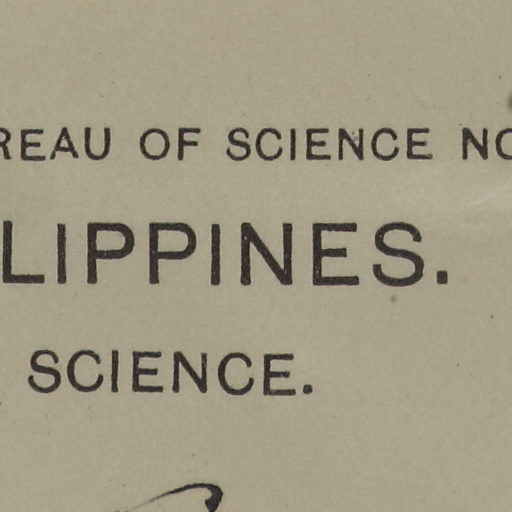 REAU OF SCIENCE NO
LIPPINES.
SCIENCE.